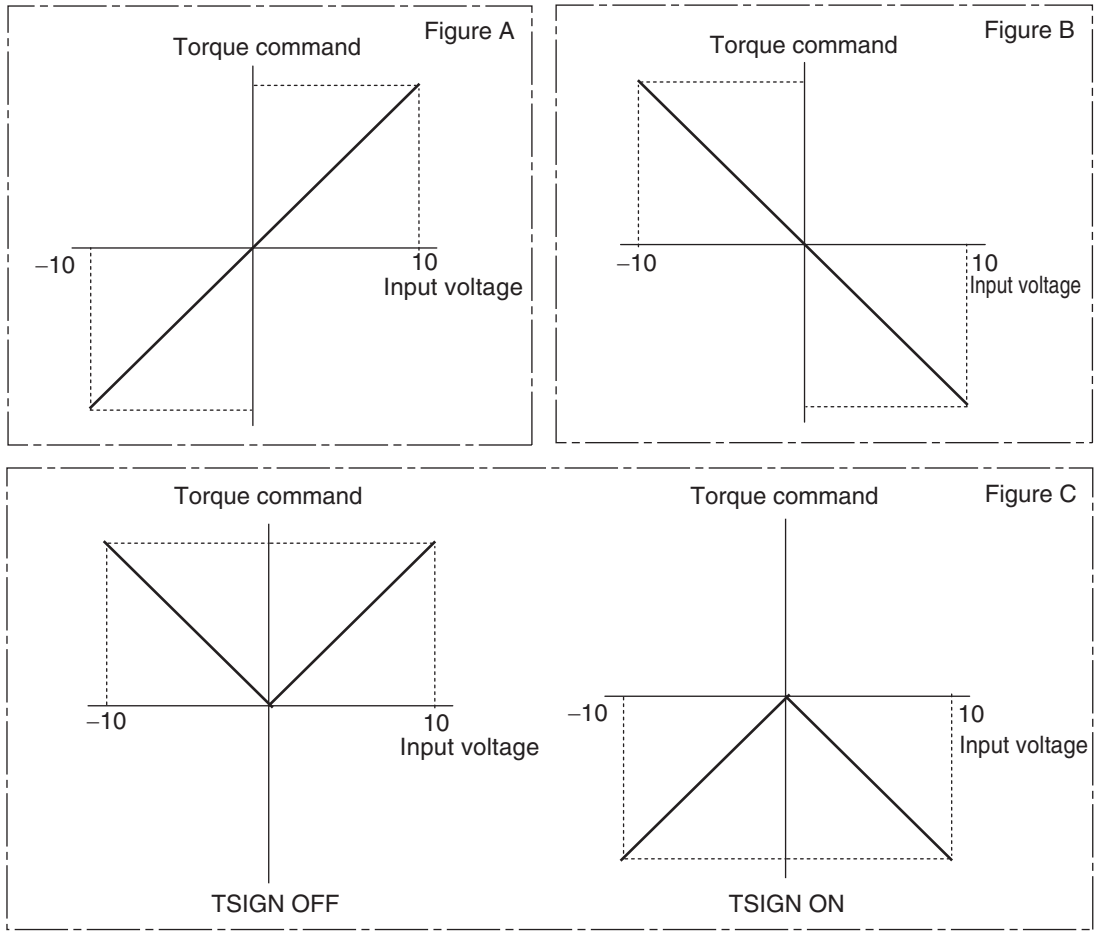 Figure A
Torque command
−10
10
Input voltage
Figure B
Torque command
−10
10
Input voltage
Figure C
Torque command
−10
10
Input voltage
TSIGN OFF
Torque command
−10
10
Input voltage
TSIGN ON